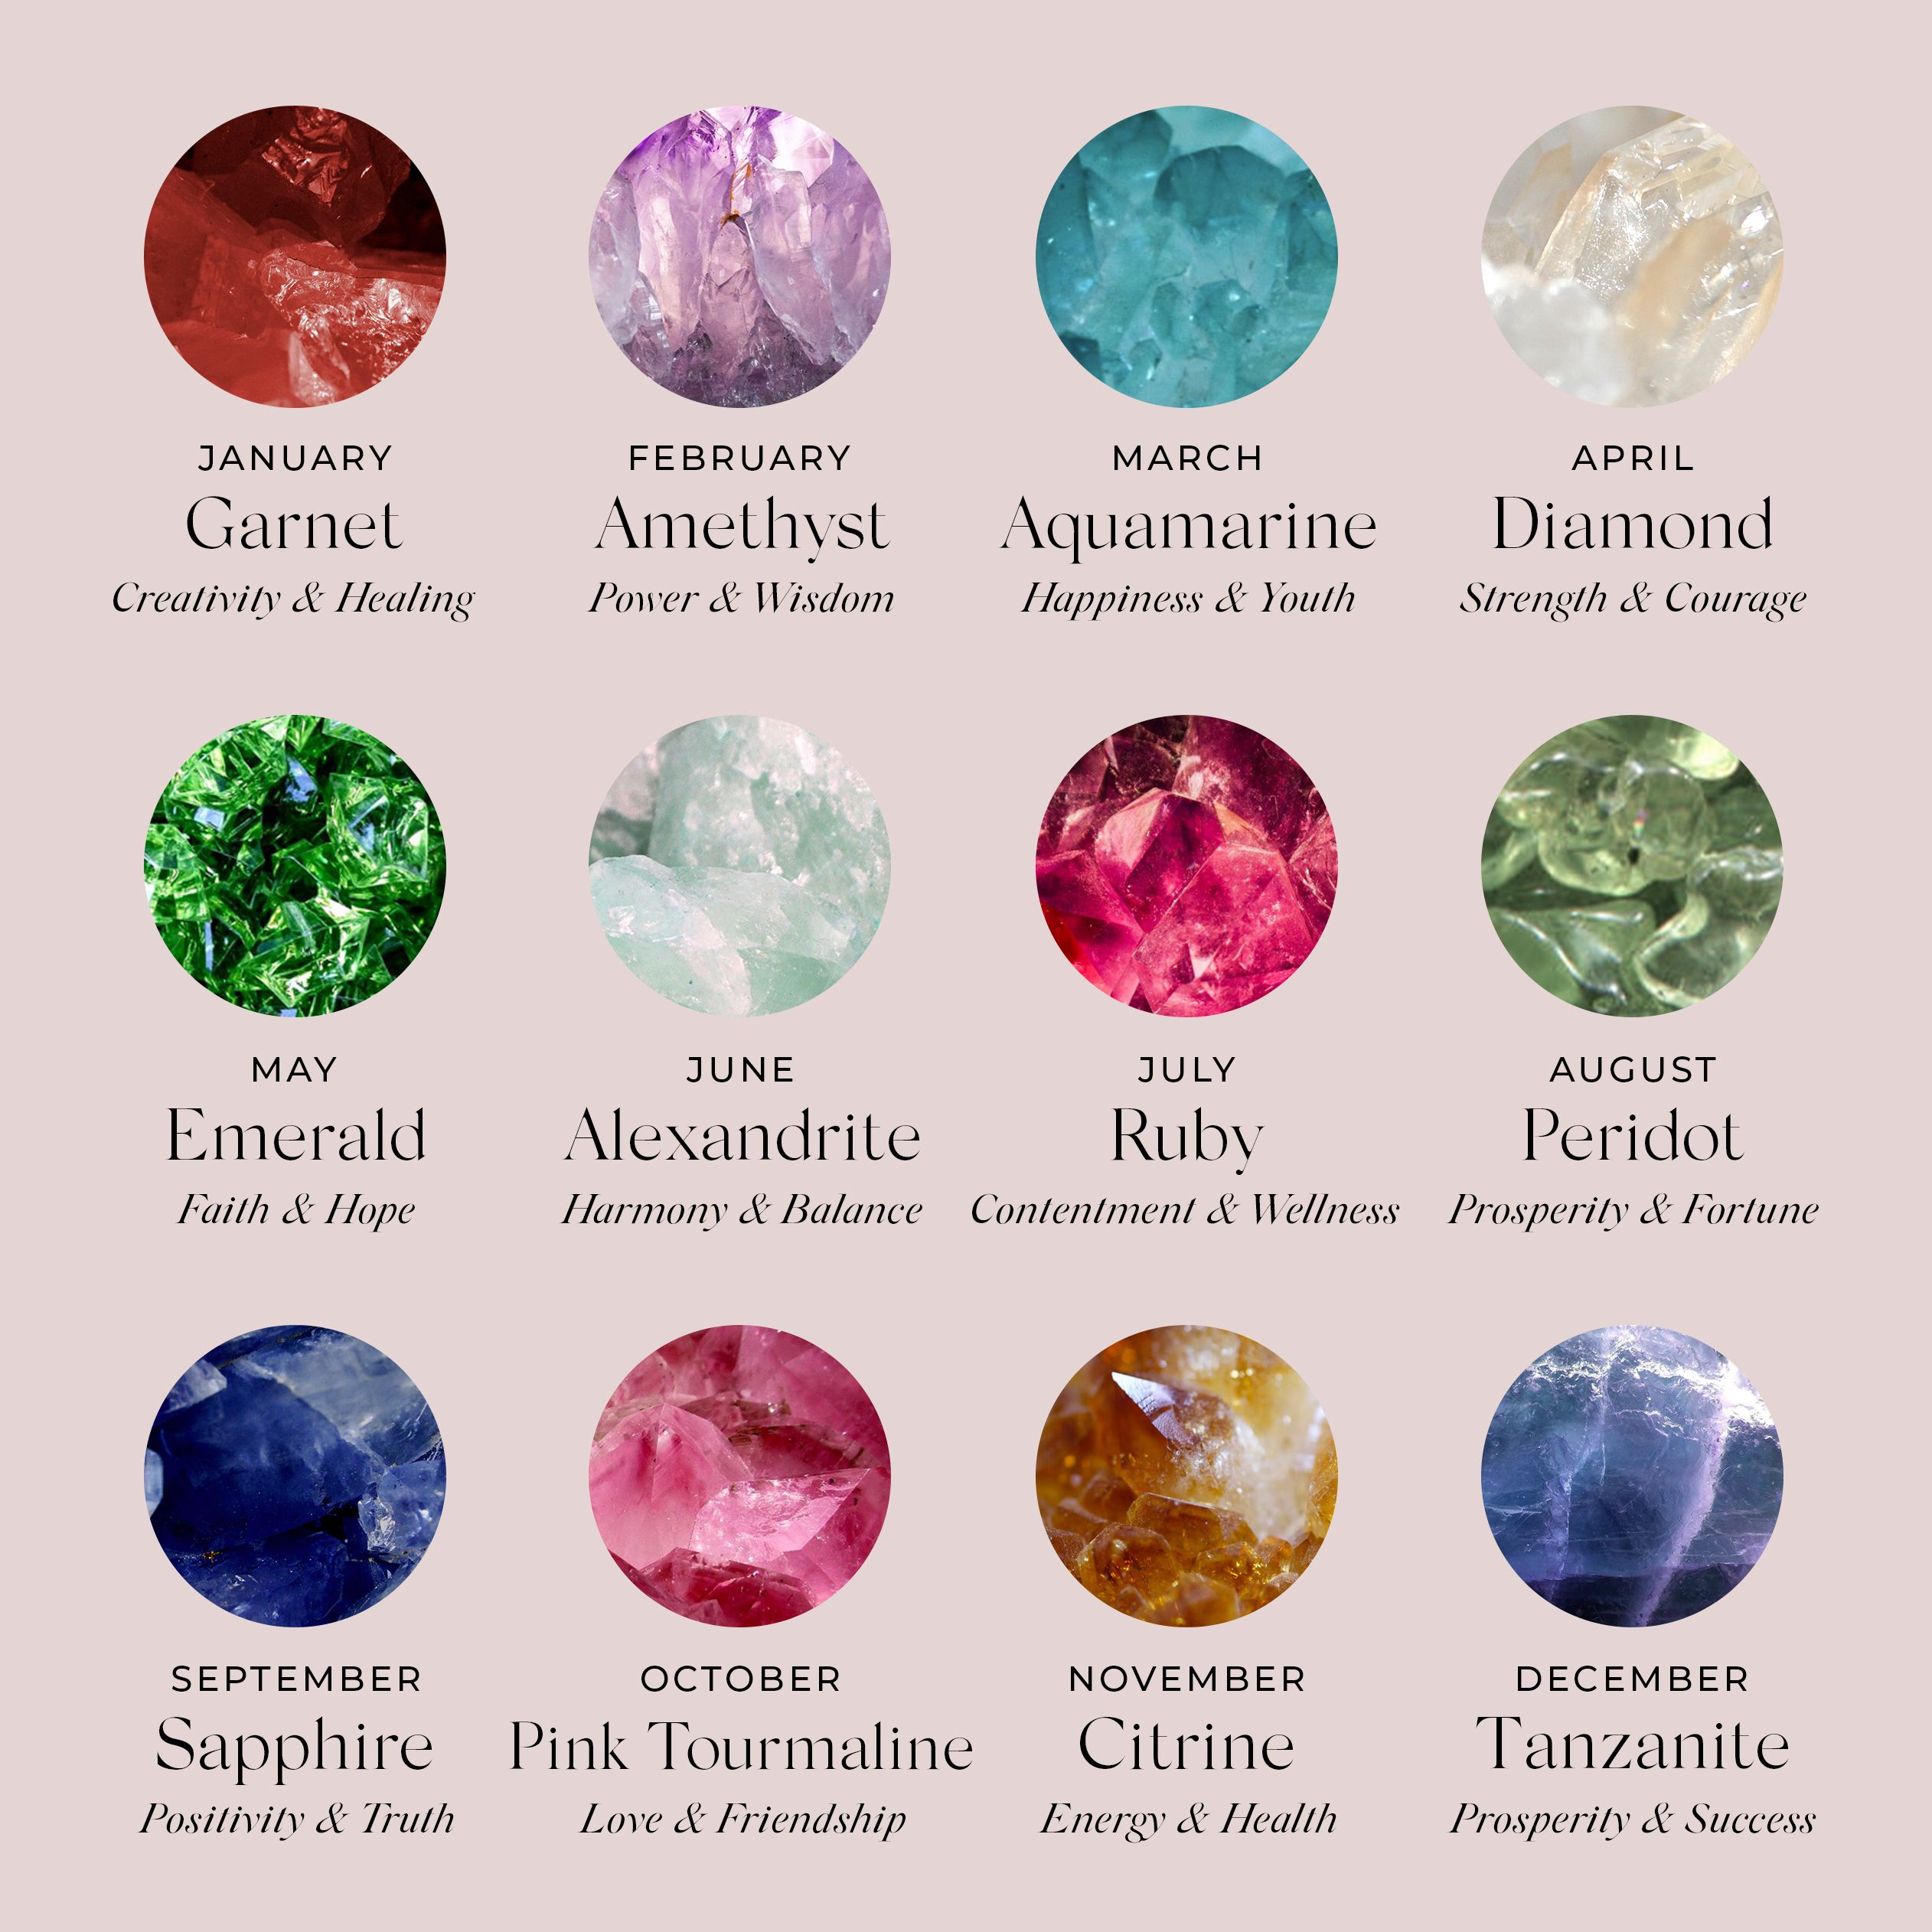 JANUARY
Garnet
Creativity & Healing
FEBRUARY
Amethyst
Power & Wisdom
MARCH
Aquamarine
Happiness & Youth
APRIL
Diamond
Strength & Courage
MAY
Emerald
Faith & Hope
JUNE
Alexandrite
Harmony & Balance
JULY
Ruby
Contentment & Wellness
AUGUST
Peridot
Prosperity & Fortune
SEPTEMBER
Sapphire
Positivity & Truth
OCTOBER
Pink Tourmaline
Love & Friendship
NOVEMBER
Citrine
Energy & Health
DECEMBER
Tanzanite
Prosperity & Success